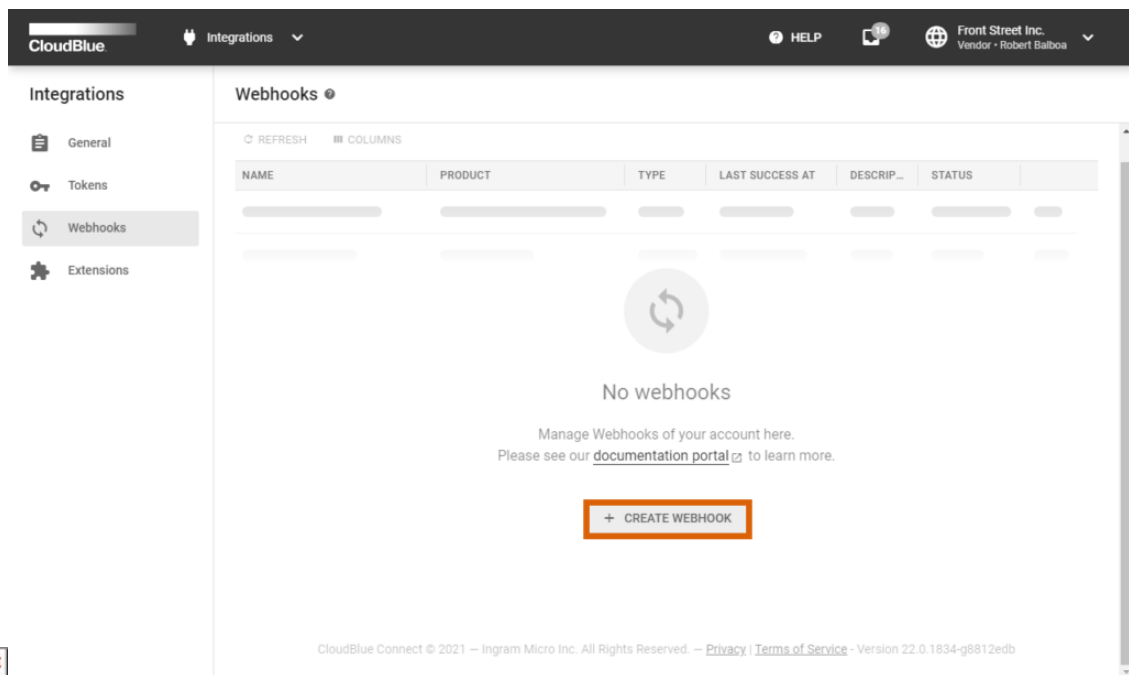 CloudBlue.
Integrations
HELP
16
Front Street Inc.
Vendor • Robert Balboa
Integrations
General
Tokens
Webhooks
Extensions
Webhooks
REFRESH COLUMNS
NAME PRODUCT TYPE LAST SUCCESS AT DESCRIP... STATUS
No webhooks
Manage Webhooks of your account here.
Please see our documentation portal to learn more.
+ CREATE WEBHOOK
CloudBlue Connect © 2021 — Ingram Micro Inc. All Rights Reserved. — Privacy | Terms of Service - Version 22.0.1834-g8812edb